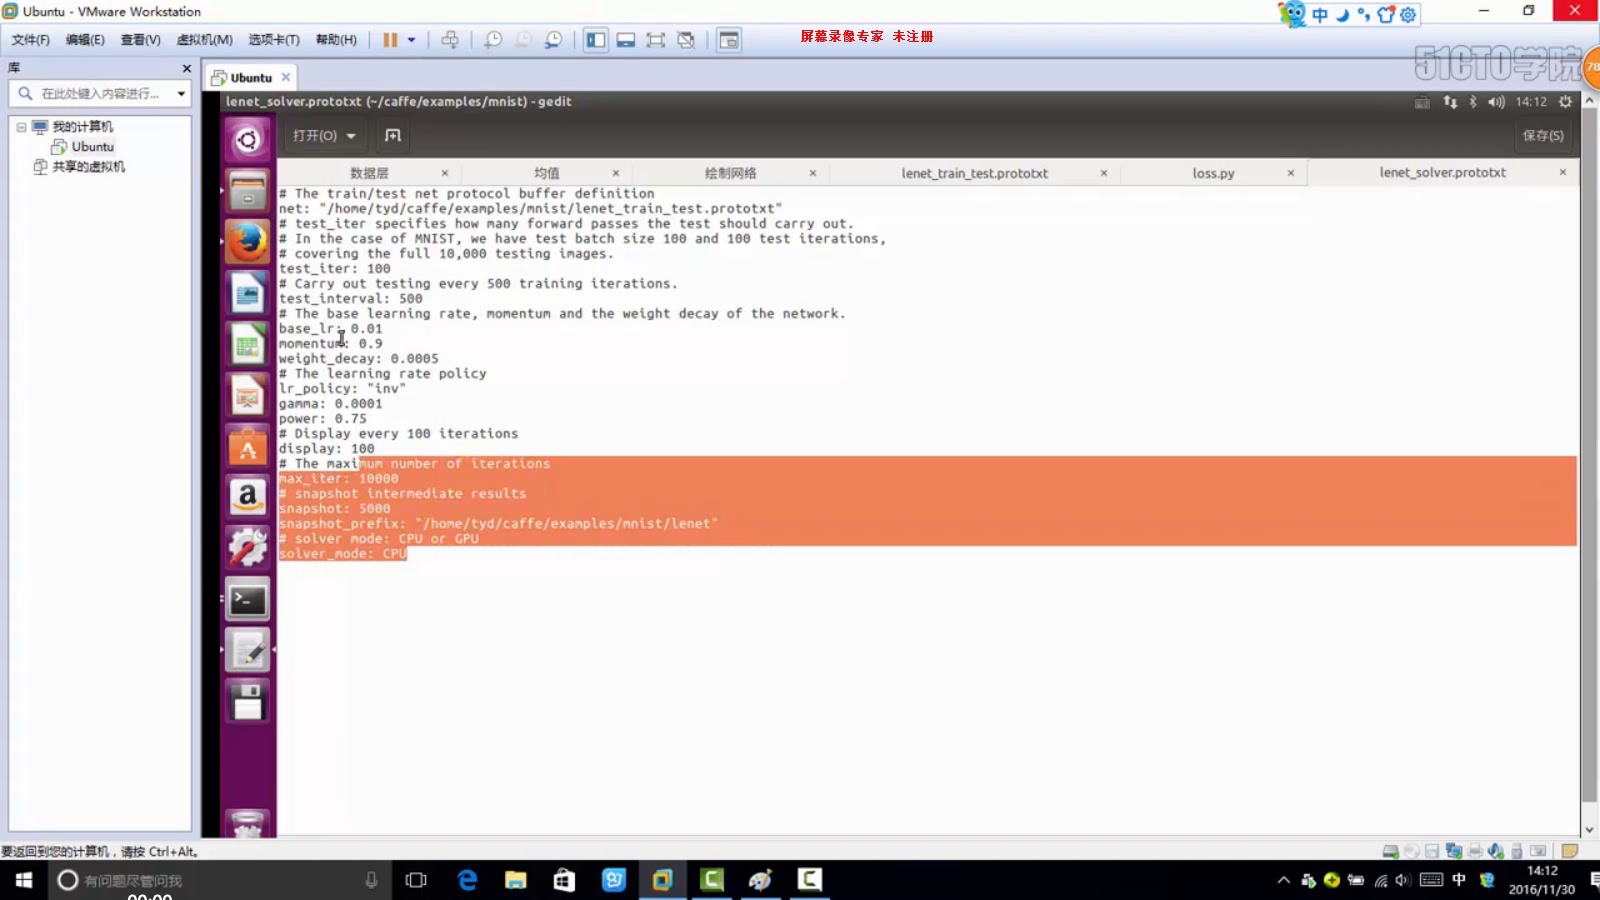 Ubuntu - VMware Workstation
中
文件(F) 编辑(E) 查看(V) 虚拟机(M) 选项卡(T) 帮助(H)
屏幕录像专家 未注册
51CTO学院
78
库
在此处键入内容进行...
我的计算机
Ubuntu
共享的虚拟机
Ubuntu
lenet_solver.prototxt (~/caffe/examples/mnist) - gedit
14:12
打开(O)
保存(S)
数据层
均值
绘制网络
lenet_train_test.prototxt
loss.py
lenet_solver.prototxt
# The train/test net protocol buffer definition
net: "/home/tyd/caffe/examples/mnist/lenet_train_test.prototxt"
# test_iter specifies how many forward passes the test should carry out.
# In the case of MNIST, we have test batch size 100 and 100 test iterations,
# covering the full 10,000 testing images.
test_iter: 100
# Carry out testing every 500 training iterations.
test_interval: 500
# The base learning rate, momentum and the weight decay of the network.
base_lr: 0.01
momentum: 0.9
weight_decay: 0.0005
# The learning rate policy
lr_policy: "inv"
gamma: 0.0001
power: 0.75
# Display every 100 iterations
display: 100
# The maximum number of iterations
max_iter: 10000
# snapshot intermediate results
snapshot: 5000
snapshot_prefix: "/home/tyd/caffe/examples/mnist/lenet"
# solver mode: CPU or GPU
solver_mode: CPU
要返回到您的计算机，请按 Ctrl+Alt。
有问题尽管问我
中
14:12
2016/11/30